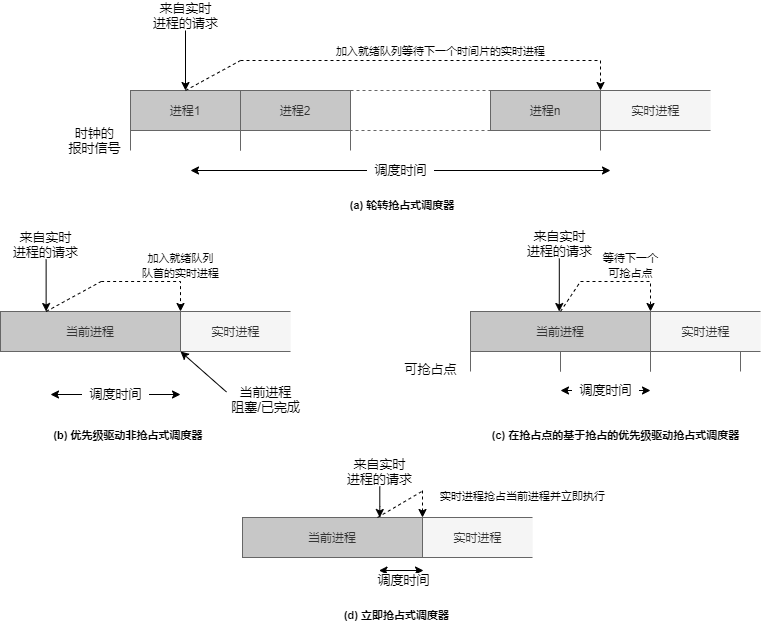 来自实时
进程的请求
加入就绪队列等待下一个时间片的实时进程
进程1
进程2
进程n
实时进程
时钟的
报时信号
调度时间
(a) 轮转抢占式调度器
来自实时
进程的请求
加入就绪队列
队首的实时进程
当前进程
实时进程
调度时间
当前进程
阻塞/已完成
(b) 优先级驱动非抢占式调度器
来自实时
进程的请求
等待下一个
可抢占点
当前进程
实时进程
可抢占点
调度时间
(c) 在抢占点的基于抢占的优先级驱动抢占式调度器
来自实时
进程的请求
实时进程抢占当前进程并立即执行
当前进程
实时进程
调度时间
(d) 立即抢占式调度器